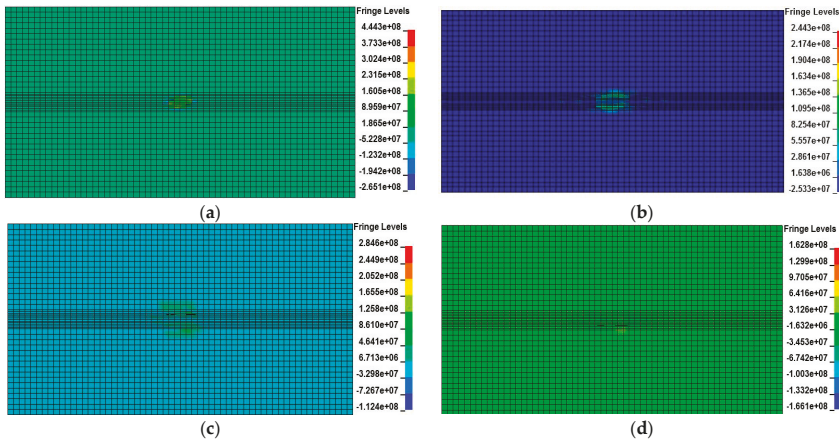 Fringe Levels
4.443e+08
3.733e+08
3.024e+08
2.315e+08
1.605e+08
8.959e+07
1.865e+07
-5.228e+07
-1.232e+08
-1.942e+08
-2.651e+08
(a)
Fringe Levels
2.443e+08
2.174e+08
1.904e+08
1.634e+08
1.365e+08
1.095e+08
8.254e+07
5.557e+07
2.861e+07
1.638e+06
-2.533e+07
(b)
Fringe Levels
2.846e+08
2.449e+08
2.052e+08
1.655e+08
1.258e+08
8.610e+07
4.641e+07
6.713e+06
-3.298e+07
-7.267e+07
-1.124e+08
(c)
Fringe Levels
1.628e+08
1.299e+08
9.705e+07
6.416e+07
3.126e+07
-1.632e+06
-3.453e+07
-6.742e+07
-1.003e+08
-1.332e+08
-1.661e+08
(d)